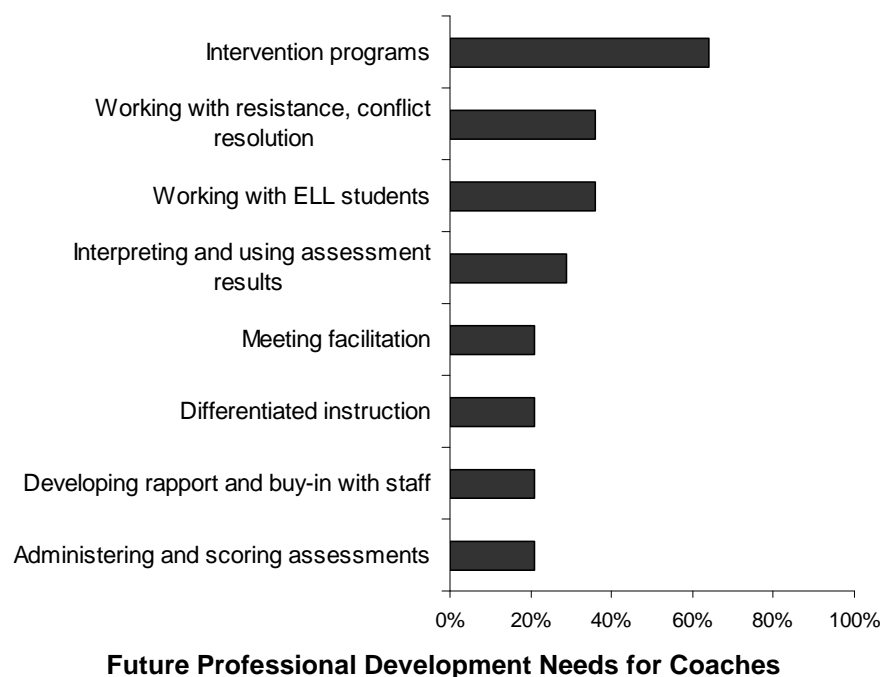 Intervention programs
Working with resistance, conflict
resolution
Working with ELL students
Interpreting and using assessment
results
Meeting facilitation
Differentiated instruction
Developing rapport and buy-in with staff
Administering and scoring assessments
0% 20% 40% 60% 80% 100%
Future Professional Development Needs for Coaches